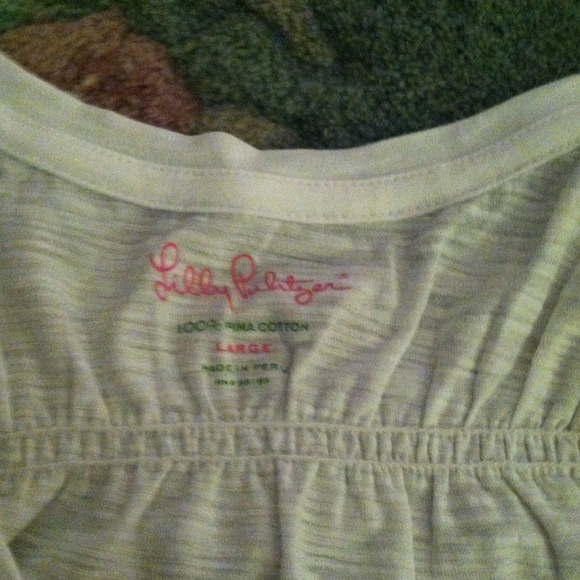 Lilly Pulitzer
100% PIMA COTTON
LARGE
MADE IN PERU